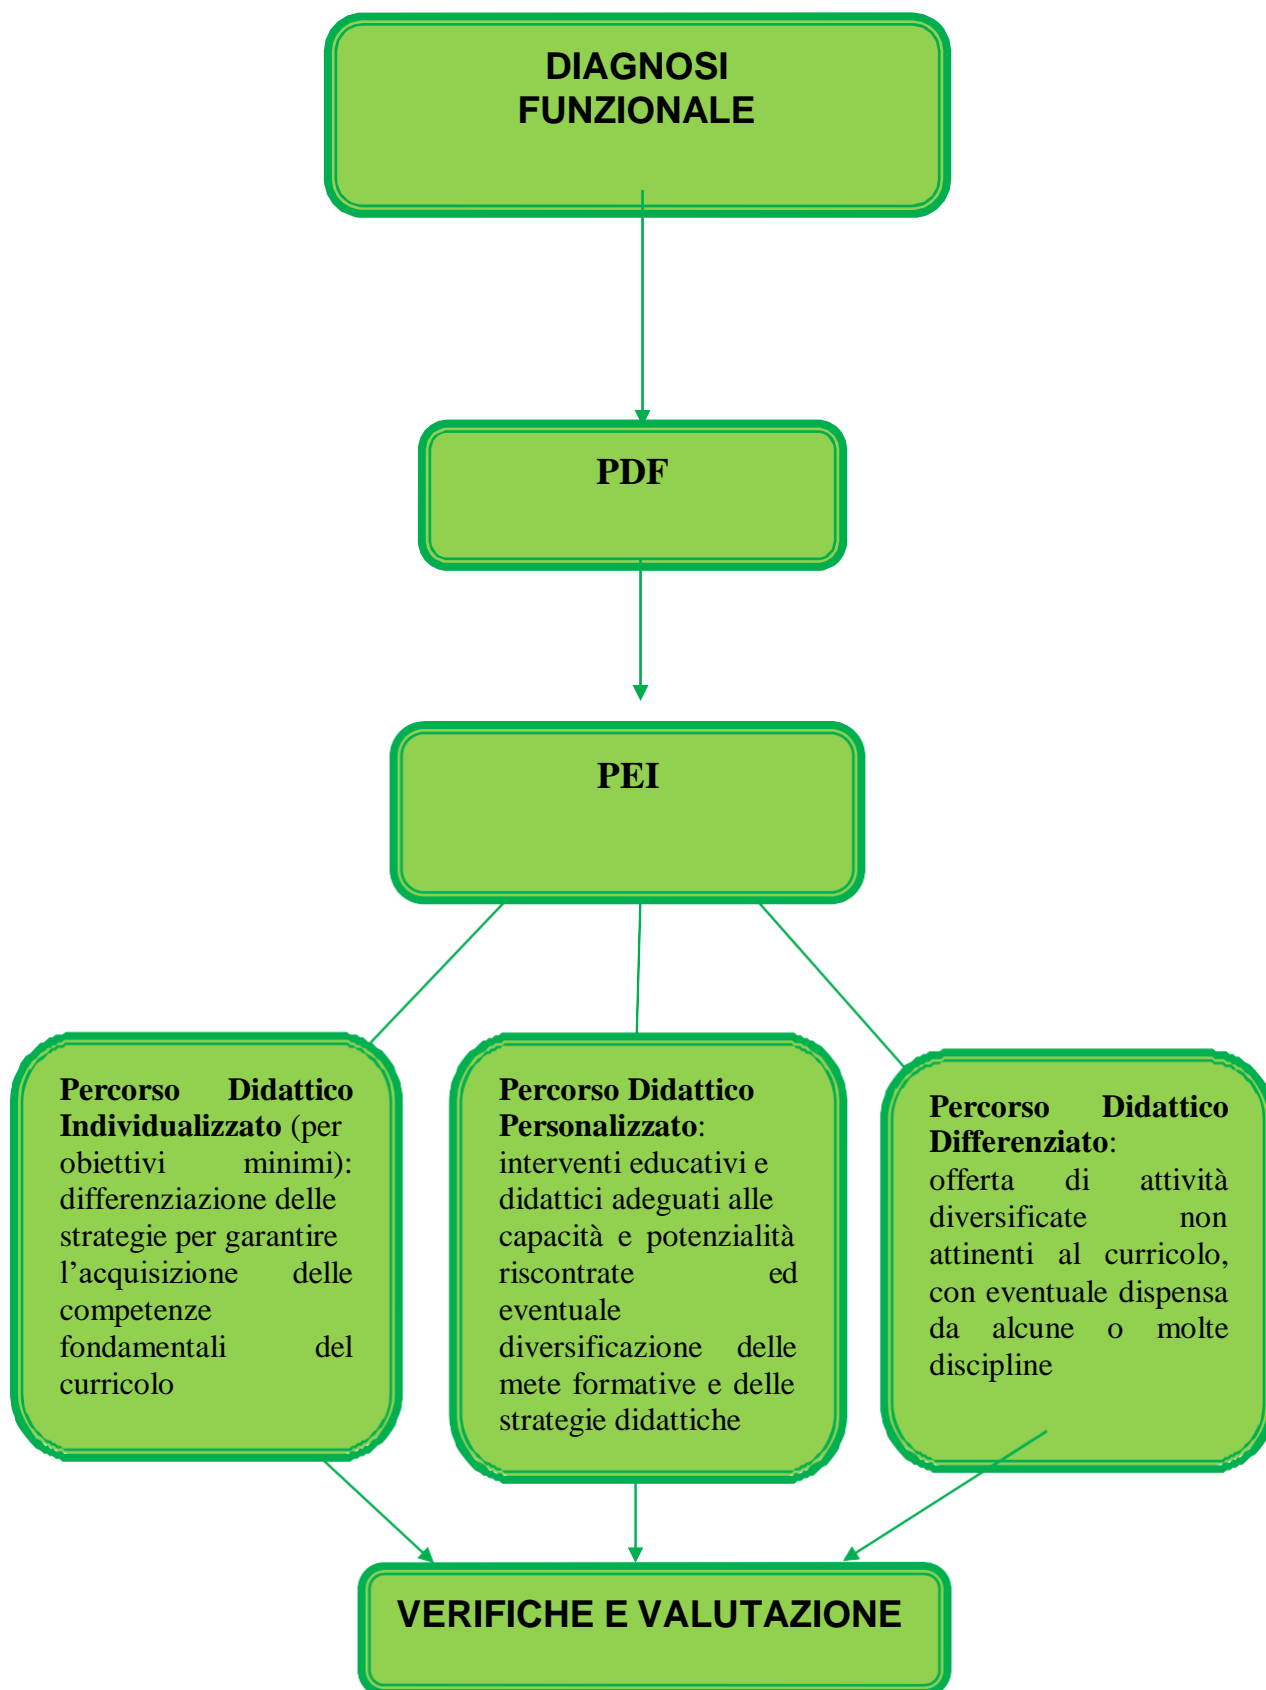 DIAGNOSI
FUNZIONALE
PDF
PEI
Percorso Didattico
Individualizzato (per
obiettivi minimi):
differenziazione delle
strategie per garantire
l’acquisizione delle
competenze
fondamentali del
curricolo
Percorso Didattico
Personalizzato:
interventi educativi e
didattici adeguati alle
capacità e potenzialità
riscontrate ed
eventuale
diversificazione delle
mete formative e delle
strategie didattiche
Percorso Didattico
Differenziato:
offerta di attività
diversificate non
attinenti al curricolo,
con eventuale dispensa
da alcune o molte
discipline
VERIFICHE E VALUTAZIONE